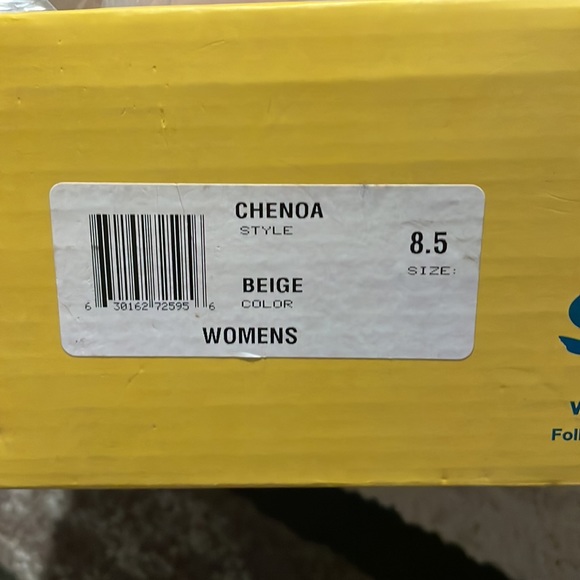 CHENOA
STYLE
8.5
SIZE:
BEIGE
COLOR
6 30162 72595 6
WOMENS